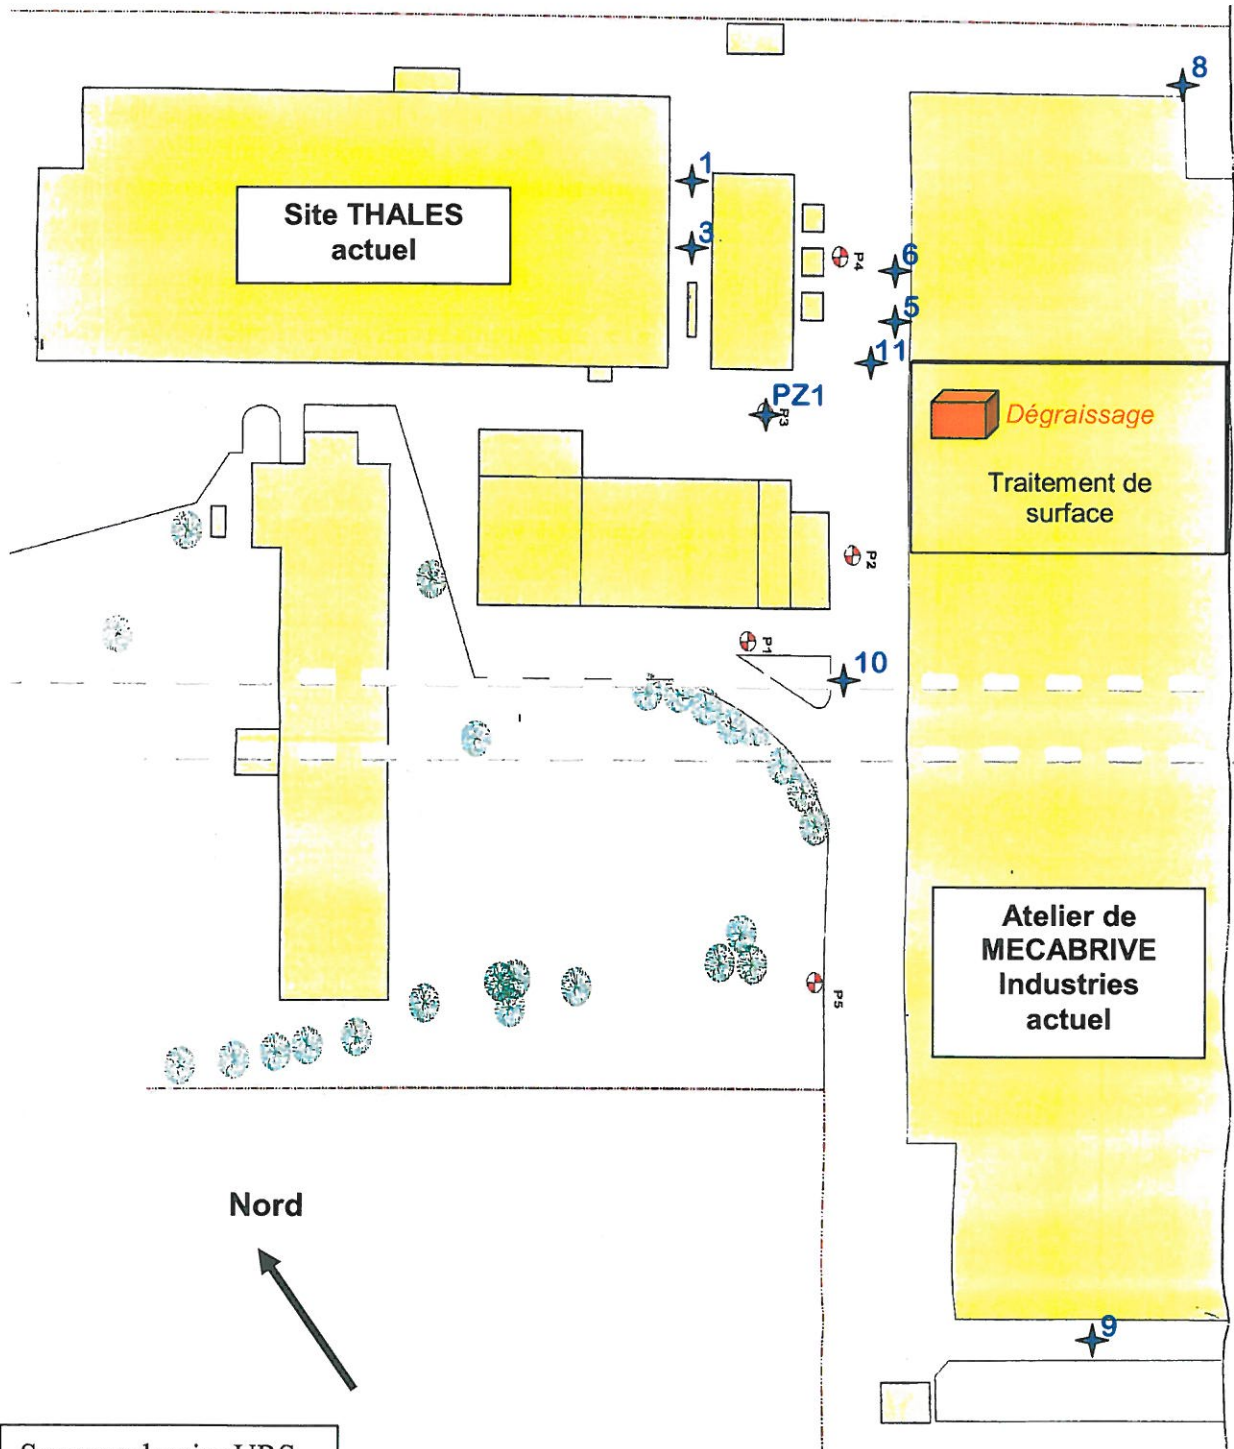 8
1
Site THALES
actuel
3
P4
6
5
11
PZ1
P3
Dégraissage
Traitement de
surface
P2
P1
10
Atelier de
MECABRIVE
Industries
actuel
P5
Nord
9